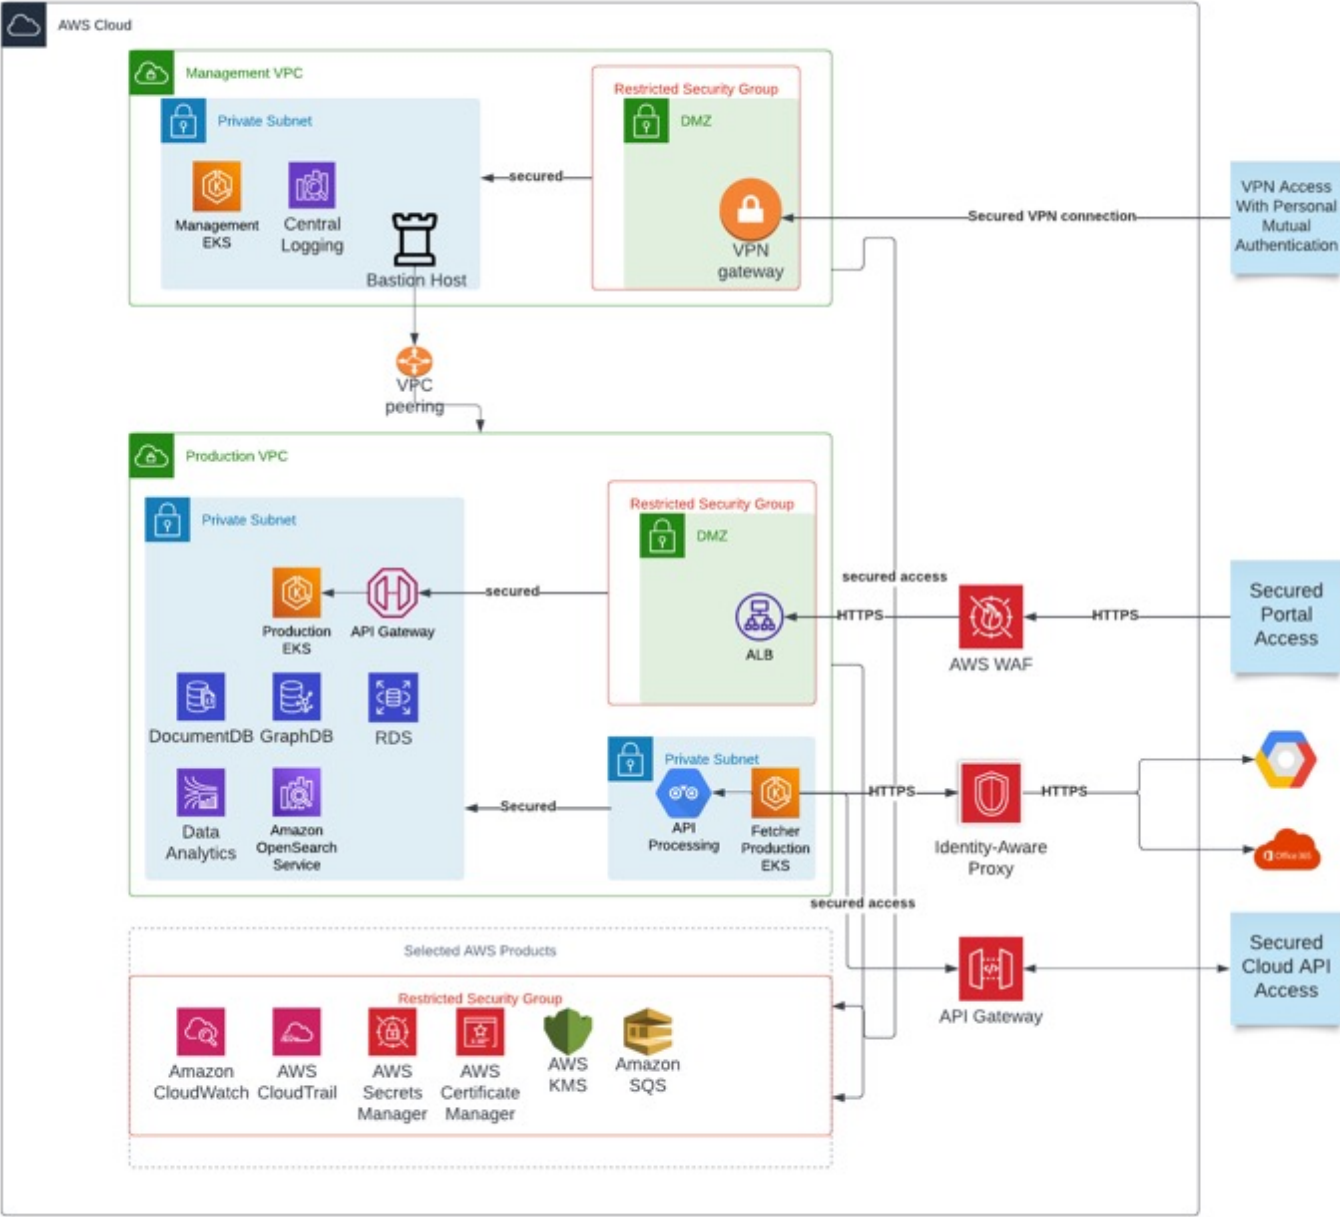 AWS Cloud
Management VPC
Private Subnet
Management
EKS
Central
Logging
Bastion Host
secured
Restricted Security Group
DMZ
VPN
gateway
Secured VPN connection
VPN Access
With Personal
Mutual
Authentication
VPC
peering
Production VPC
Private Subnet
Production
EKS
API Gateway
secured
Restricted Security Group
DMZ
ALB
secured access
HTTPS
AWS WAF
HTTPS
Secured
Portal
Access
DocumentDB
GraphDB
RDS
Data
Analytics
Amazon
OpenSearch
Service
Secured
Private Subnet
API
Processing
Fetcher
Production
EKS
HTTPS
Identity-Aware
Proxy
HTTPS
Office 365
secured access
API Gateway
Secured
Cloud API
Access
Selected AWS Products
Restricted Security Group
Amazon
CloudWatch
AWS
CloudTrail
AWS
Secrets
Manager
AWS
Certificate
Manager
AWS
KMS
Amazon
SQS